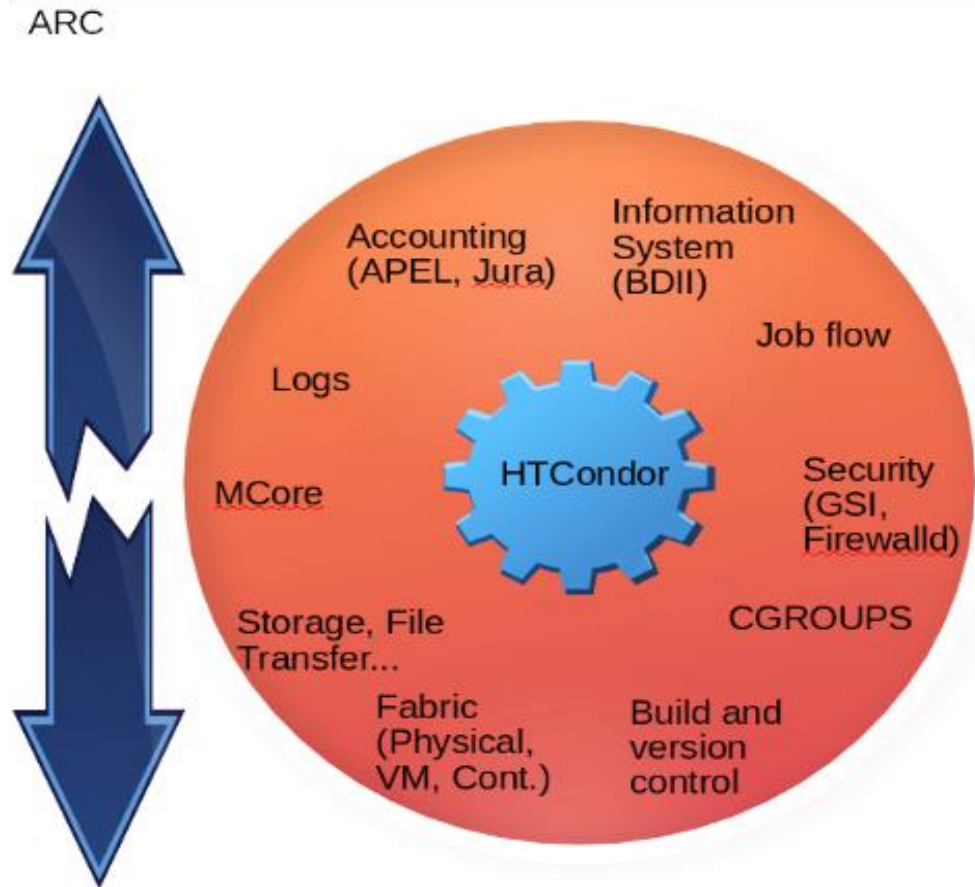 ARC
Accounting
(APEL, Jura)
Information
System
(BDII)
Job flow
Logs
HTCondor
MCore
Security
(GSI,
Firewalld)
Storage, File
Transfer...
CGROUPS
Fabric
(Physical,
VM, Cont.)
Build and
version
control